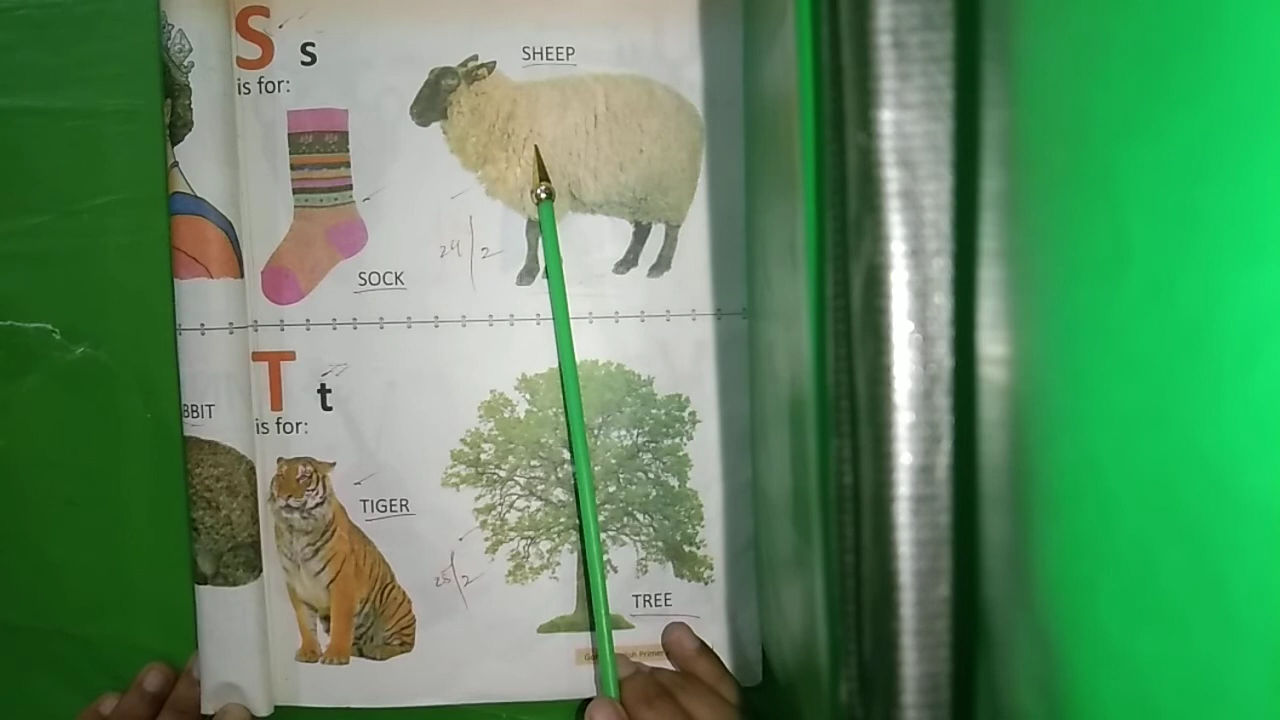 S s
is for:
SHEEP
SOCK
24/2
T t
is for:
BBIT
TIGER
25/2
TREE